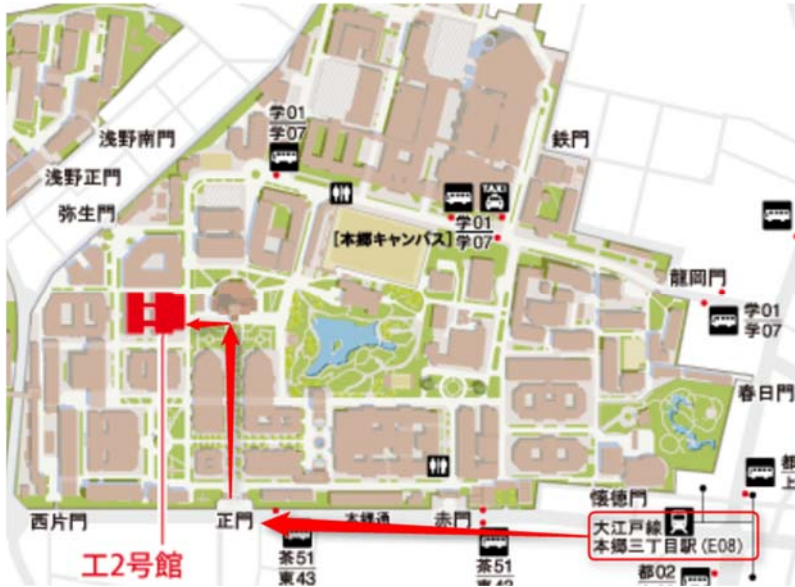 学01
学07
浅野南門
鉄門
浅野正門
弥生門
TAXI
学01
[本郷キャンパス]
学07
龍岡門
学01
学07
春日門
都
上
懐徳門
西片門
正門
本郷通
赤門
大江戸線
本郷三丁目駅(E08)
工2号館
茶51
東43
茶51
都02